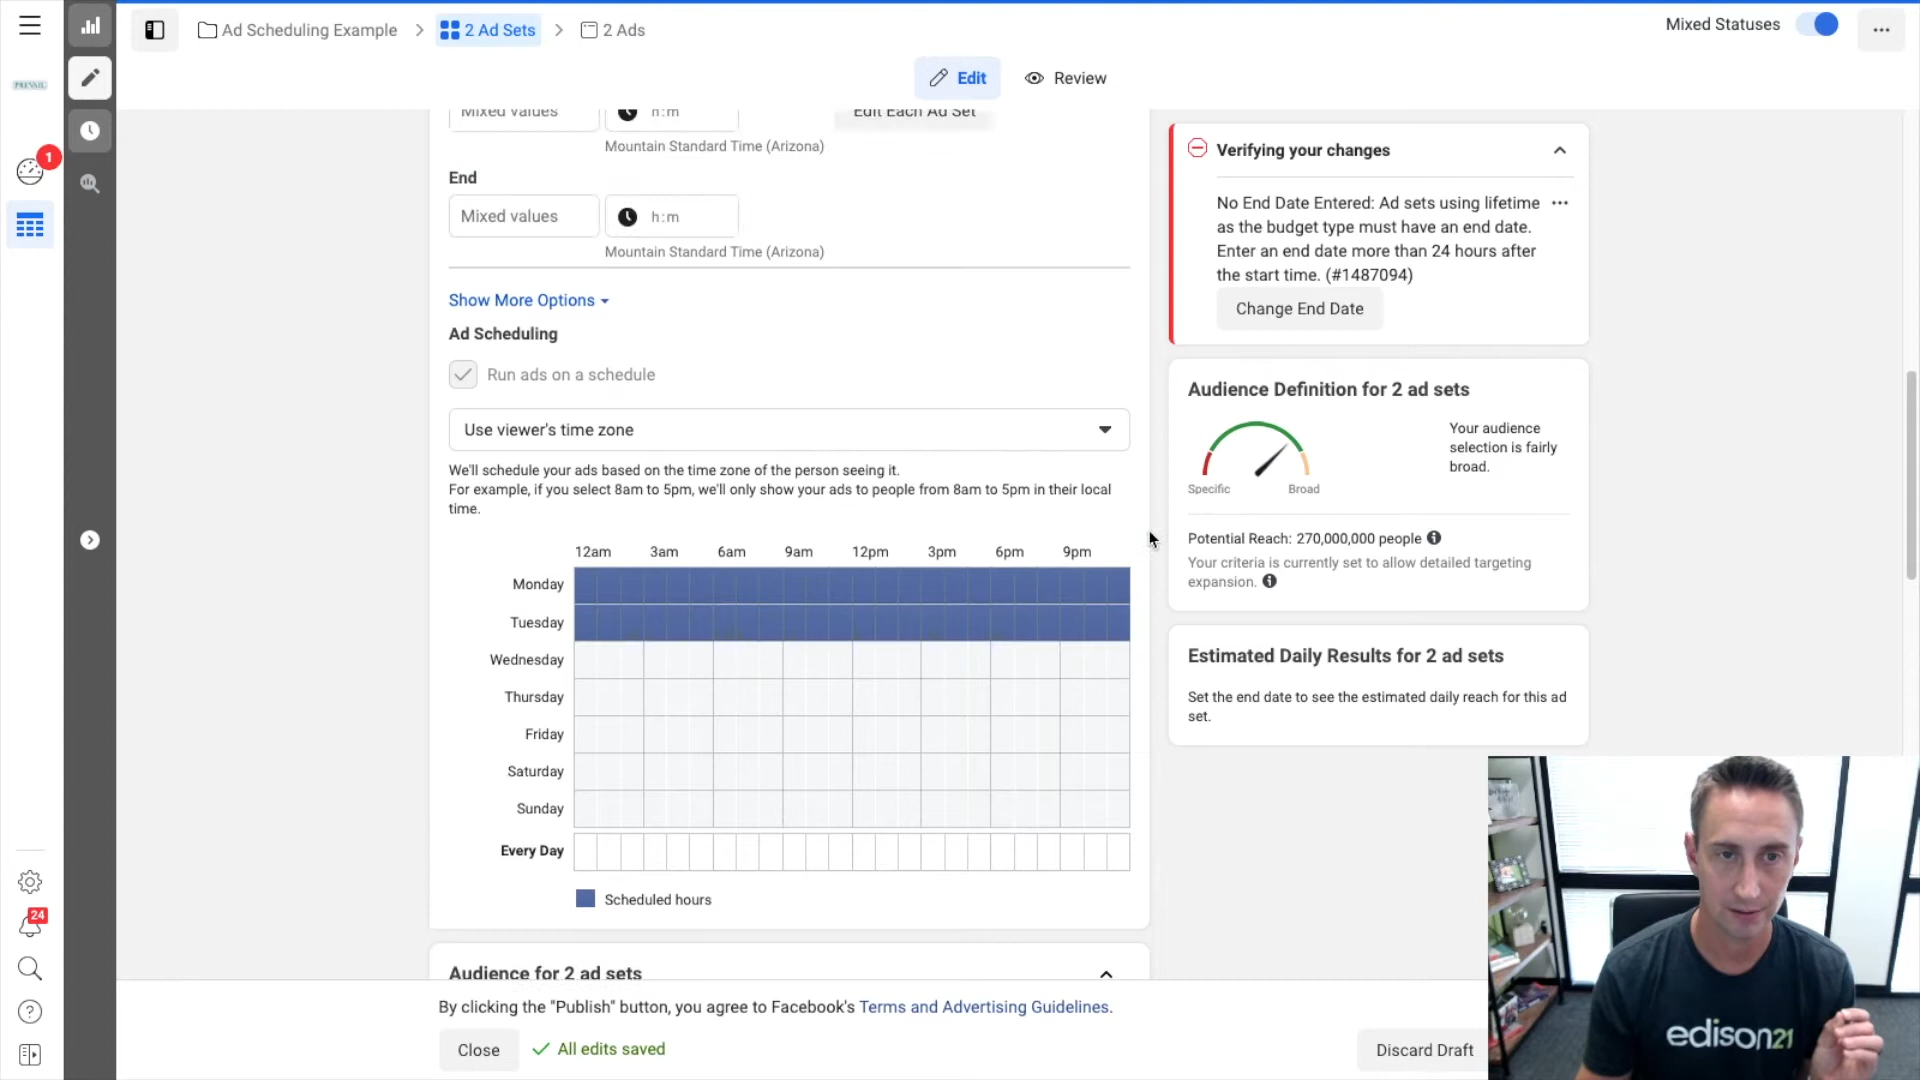 Ad Scheduling Example
2 Ad Sets
2 Ads
Mixed Statuses
PREVAIL
Edit
Review
Mixed values
h:m
Edit Each Ad Set
Mountain Standard Time (Arizona)
1
End
Mixed values
h:m
Mountain Standard Time (Arizona)
Show More Options
Ad Scheduling
Run ads on a schedule
Use viewer's time zone
We'll schedule your ads based on the time zone of the person seeing it.
For example, if you select 8am to 5pm, we'll only show your ads to people from 8am to 5pm in their local
time.
12am 3am 6am 9am 12pm 3pm 6pm 9pm
Monday
Tuesday
Wednesday
Thursday
Friday
Saturday
Sunday
Every Day
Scheduled hours
Audience for 2 ad sets
By clicking the "Publish" button, you agree to Facebook's Terms and Advertising Guidelines.
Close
All edits saved
Discard Draft
24
Verifying your changes
No End Date Entered: Ad sets using lifetime
as the budget type must have an end date.
Enter an end date more than 24 hours after
the start time. (#1487094)
Change End Date
Audience Definition for 2 ad sets
Your audience
selection is fairly
broad.
Specific
Broad
Potential Reach: 270,000,000 people
Your criteria is currently set to allow detailed targeting
expansion.
Estimated Daily Results for 2 ad sets
Set the end date to see the estimated daily reach for this ad
set.
edison21